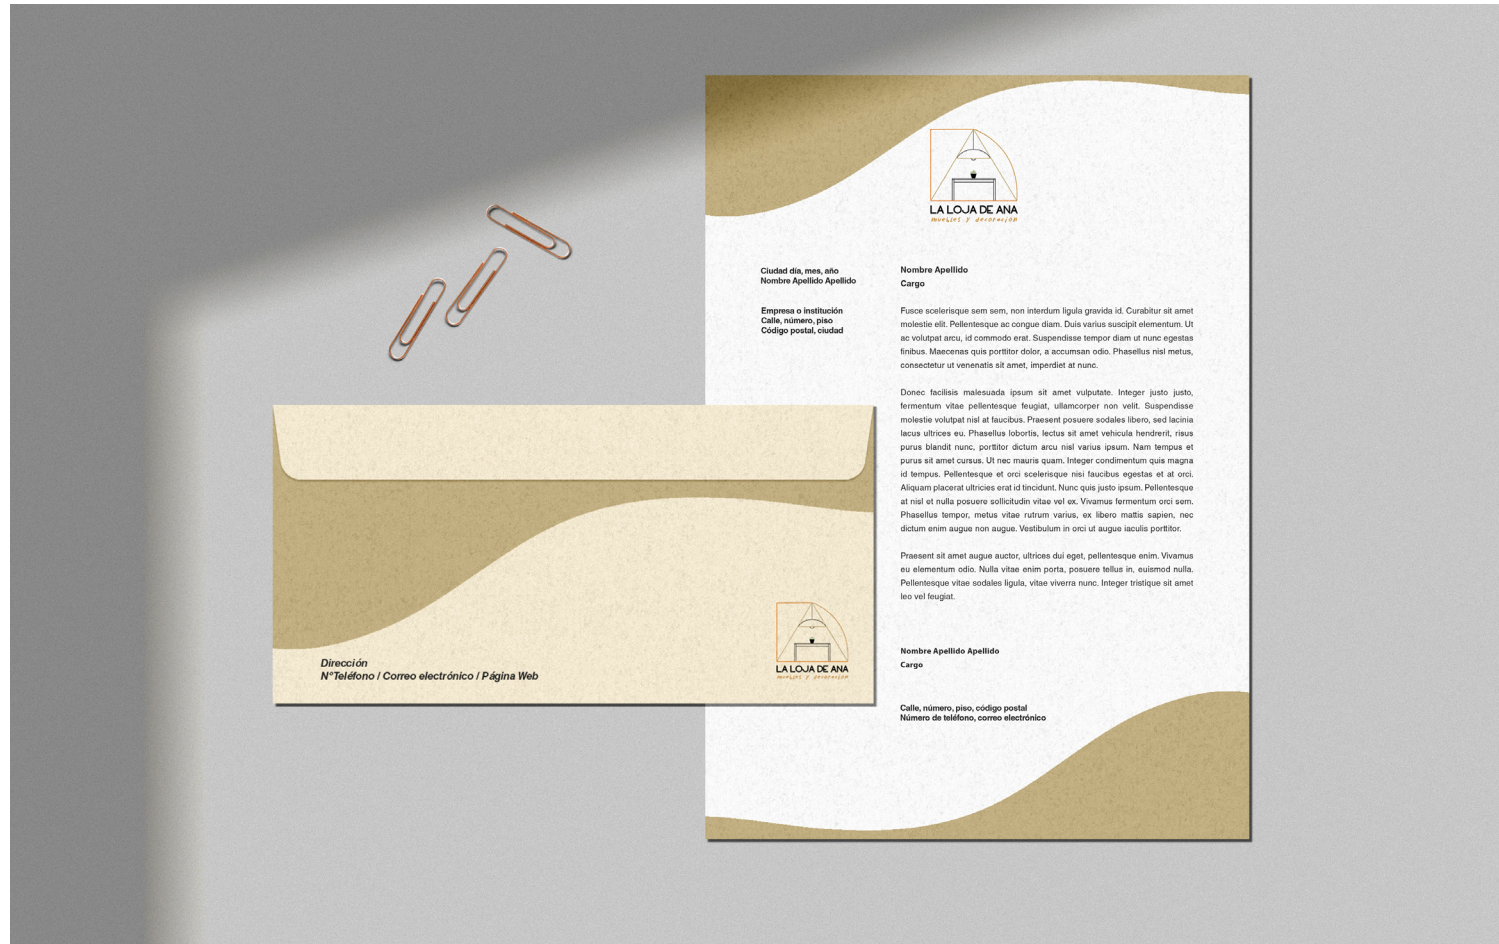 LA LOJA DE ANA
muebles y decoración
Ciudad día, mes, año
Nombre Apellido Apellido
Empresa o institución
Calle, número, piso
Código postal, ciudad
Nombre Apellido
Cargo
Fusce scelerisque sem sem, non interdum ligula gravida id. Curabitur sit amet
molestie elit. Pellentesque ac congue diam. Duis varius suscipit elementum. Ut
ac volutpat arcu, id commodo erat. Suspendisse tempor diam ut nunc egestas
finibus. Maecenas quis porttitor dolor, a accumsan odio. Phasellus nisl metus,
consectetur ut venenatis sit amet, imperdiet at nunc.
Donec facilisis malesuada ipsum sit amet vulputate. Integer justo justo,
fermentum vitae pellentesque feugiat, ullamcorper non velit. Suspendisse
molestie volutpat nisl at faucibus. Praesent posuere sodales libero, sed lacinia
lacus ultrices eu. Phasellus lobortis, lectus sit amet vehicula hendrerit, risus
purus blandit nunc, porttitor dictum arcu nisl varius ipsum. Nam tempus et
purus sit amet cursus. Ut nec mauris quam. Integer condimentum quis magna
id tempus. Pellentesque et orci scelerisque nisi faucibus egestas et at orci.
Aliquam placerat ultricies erat id tincidunt. Nunc quis justo ipsum. Pellentesque
at nisl et nulla posuere sollicitudin vitae vel ex. Vivamus fermentum orci sem.
Phasellus tempor, metus vitae rutrum varius, ex libero mattis sapien, nec
dictum enim augue non augue. Vestibulum in orci ut augue iaculis porttitor.
Praesent sit amet augue auctor, ultrices dui eget, pellentesque enim. Vivamus
eu elementum odio. Nulla vitae enim porta, posuere tellus in, euismod nulla.
Pellentesque vitae sodales ligula, vitae viverra nunc. Integer tristique sit amet
leo vel feugiat.
Nombre Apellido Apellido
Cargo
Calle, número, piso, código postal
Número de teléfono, correo electrónico
Dirección
N°Teléfono / Correo electrónico / Página Web
LA LOJA DE ANA
muebles y decoración